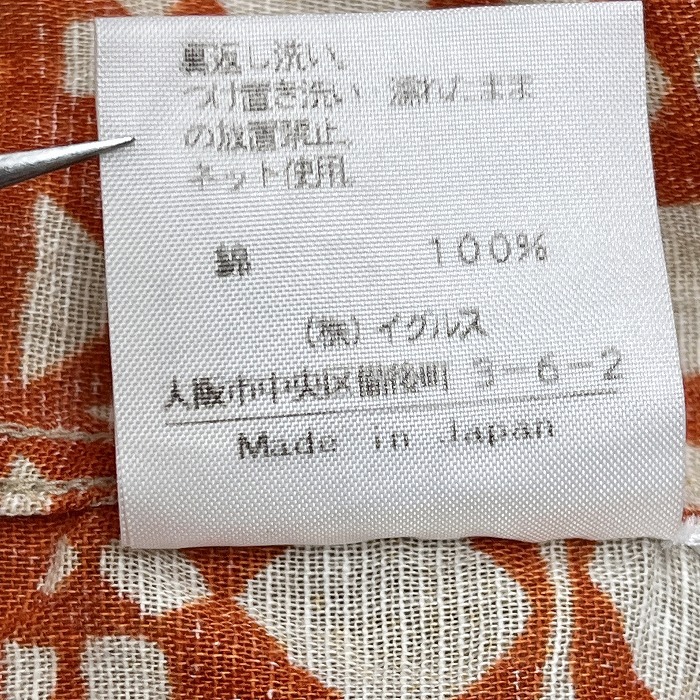 裏返し洗い。
つけ置き洗い 濡れたまま
の放置禁止。
ネット使用。
綿 100%
(株)イグルス
大阪市中央区備後町 3-6-2
Made in Japan